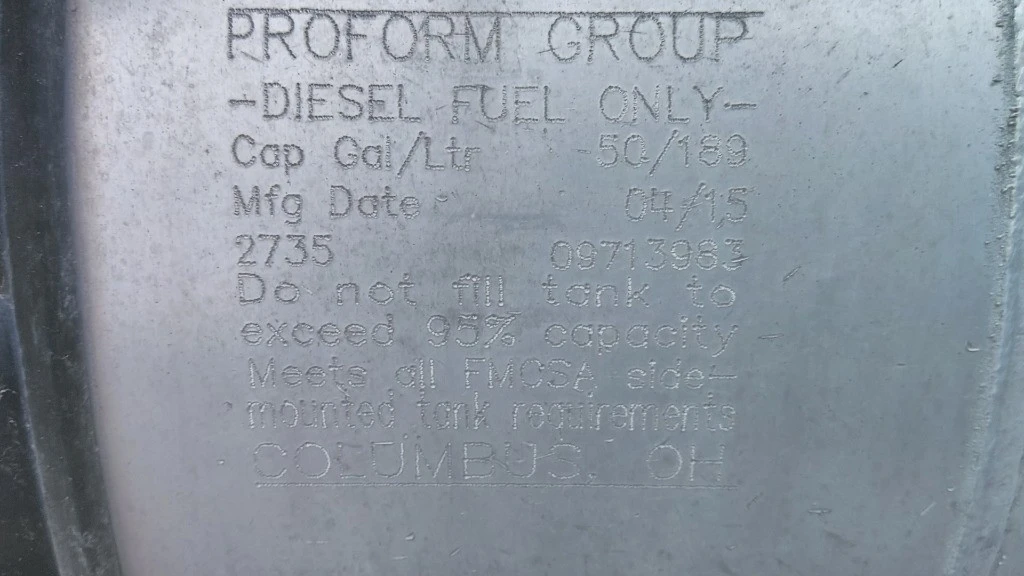 PROFORM GROUP
-DIESEL FUEL ONLY-
Cap Gal/Ltr 50/189
Mfg Date 04/15
2735 09713983
Do not fill tank to
exceed 95% capacity
Meets all FMCSA side-
mounted tank requirements
COLUMBUS, OH